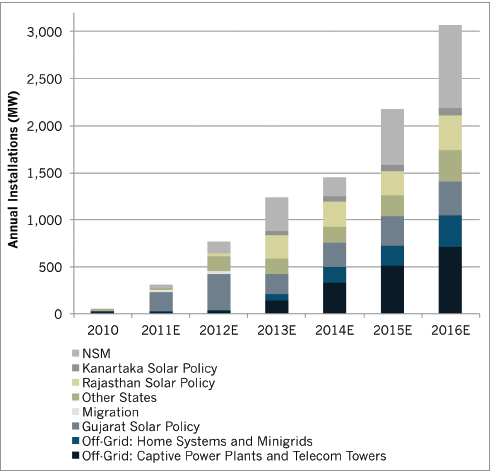 Annual Installations (MW)
3,000
2,500
2,000
1,500
1,000
500
0
2010 2011E 2012E 2013E 2014E 2015E 2016E
NSM
Kanartaka Solar Policy
Rajasthan Solar Policy
Other States
Migration
Gujarat Solar Policy
Off-Grid: Home Systems and Minigrids
Off-Grid: Captive Power Plants and Telecom Towers